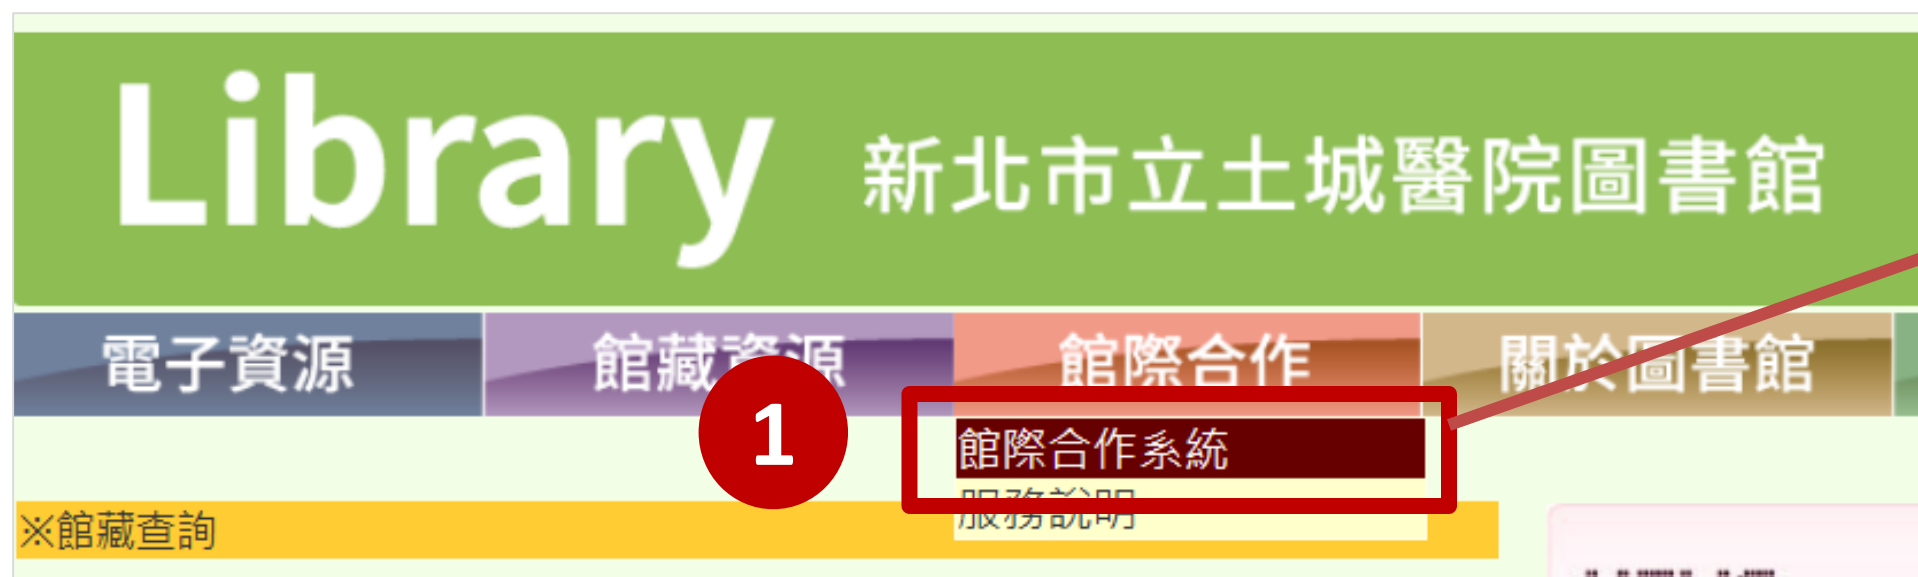 Library 新北市立土城醫院圖書館
電子資源 館藏資源 館際合作 關於圖書館
1
館際合作系統
服務說明
※館藏查詢